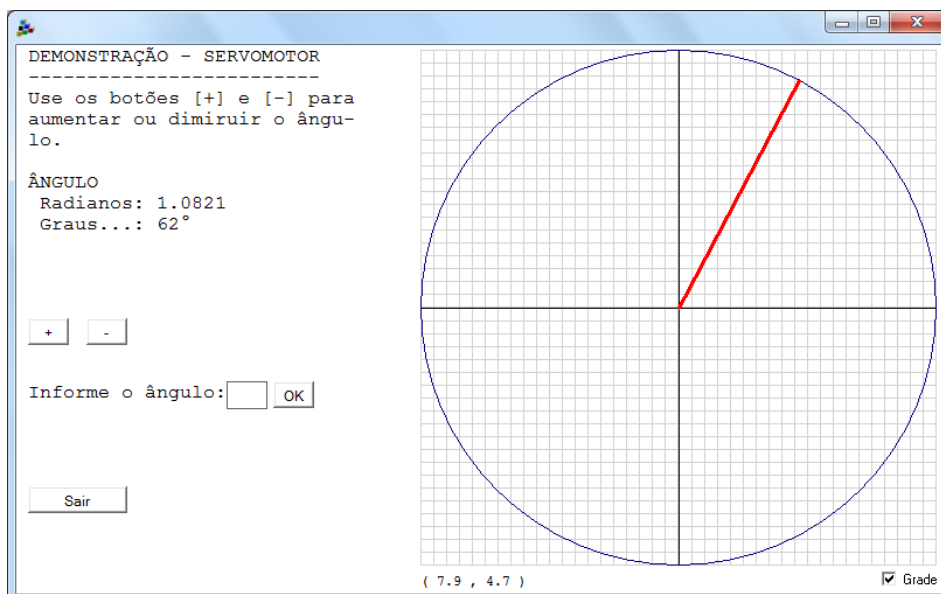 DEMONSTRAÇÃO - SERVOMOTOR
-------------------------
Use os botões [+] e [-] para
aumentar ou dimiruir o ângu-
lo.
ÂNGULO
Radianos: 1.0821
Graus...: 62°
+ -
Informe o ângulo: OK
Sair
( 7.9 , 4.7 )
Grade